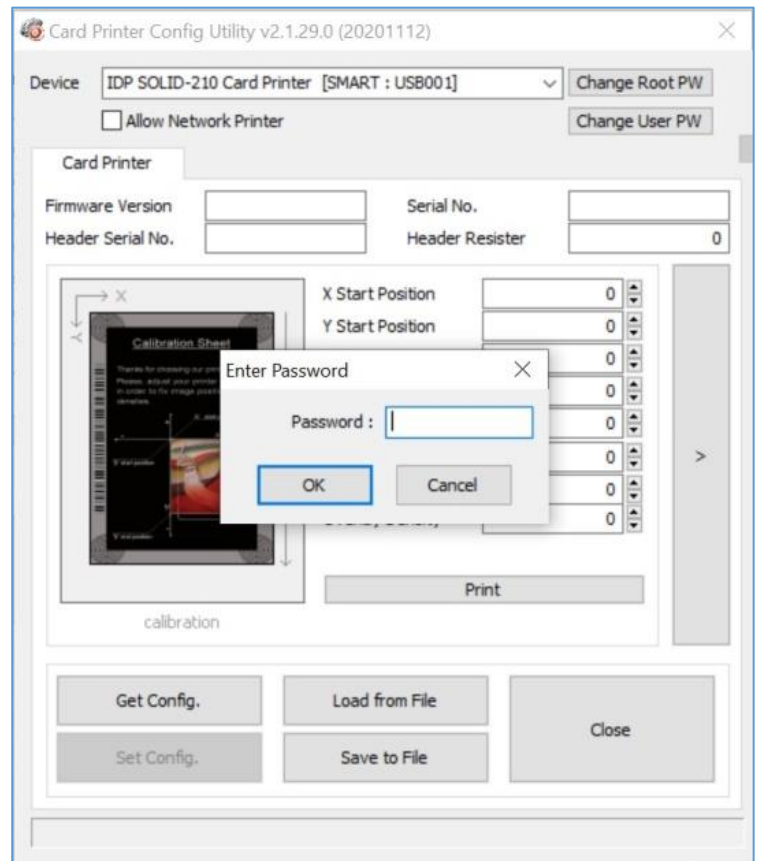 Card Printer Config Utility v2.1.29.0 (20201112)
Device IDP SOLID-210 Card Printer [SMART : USB001] Change Root PW
Allow Network Printer Change User PW
Card Printer
Firmware Version Serial No.
Header Serial No. Header Resister 0
X X Start Position 0
Y Y Start Position 0
Calibration Sheet
0
Enter Password
0
Password :
0
0
OK Cancel
0
0
>
Print
calibration
Get Config. Load from File
Close
Set Config. Save to File